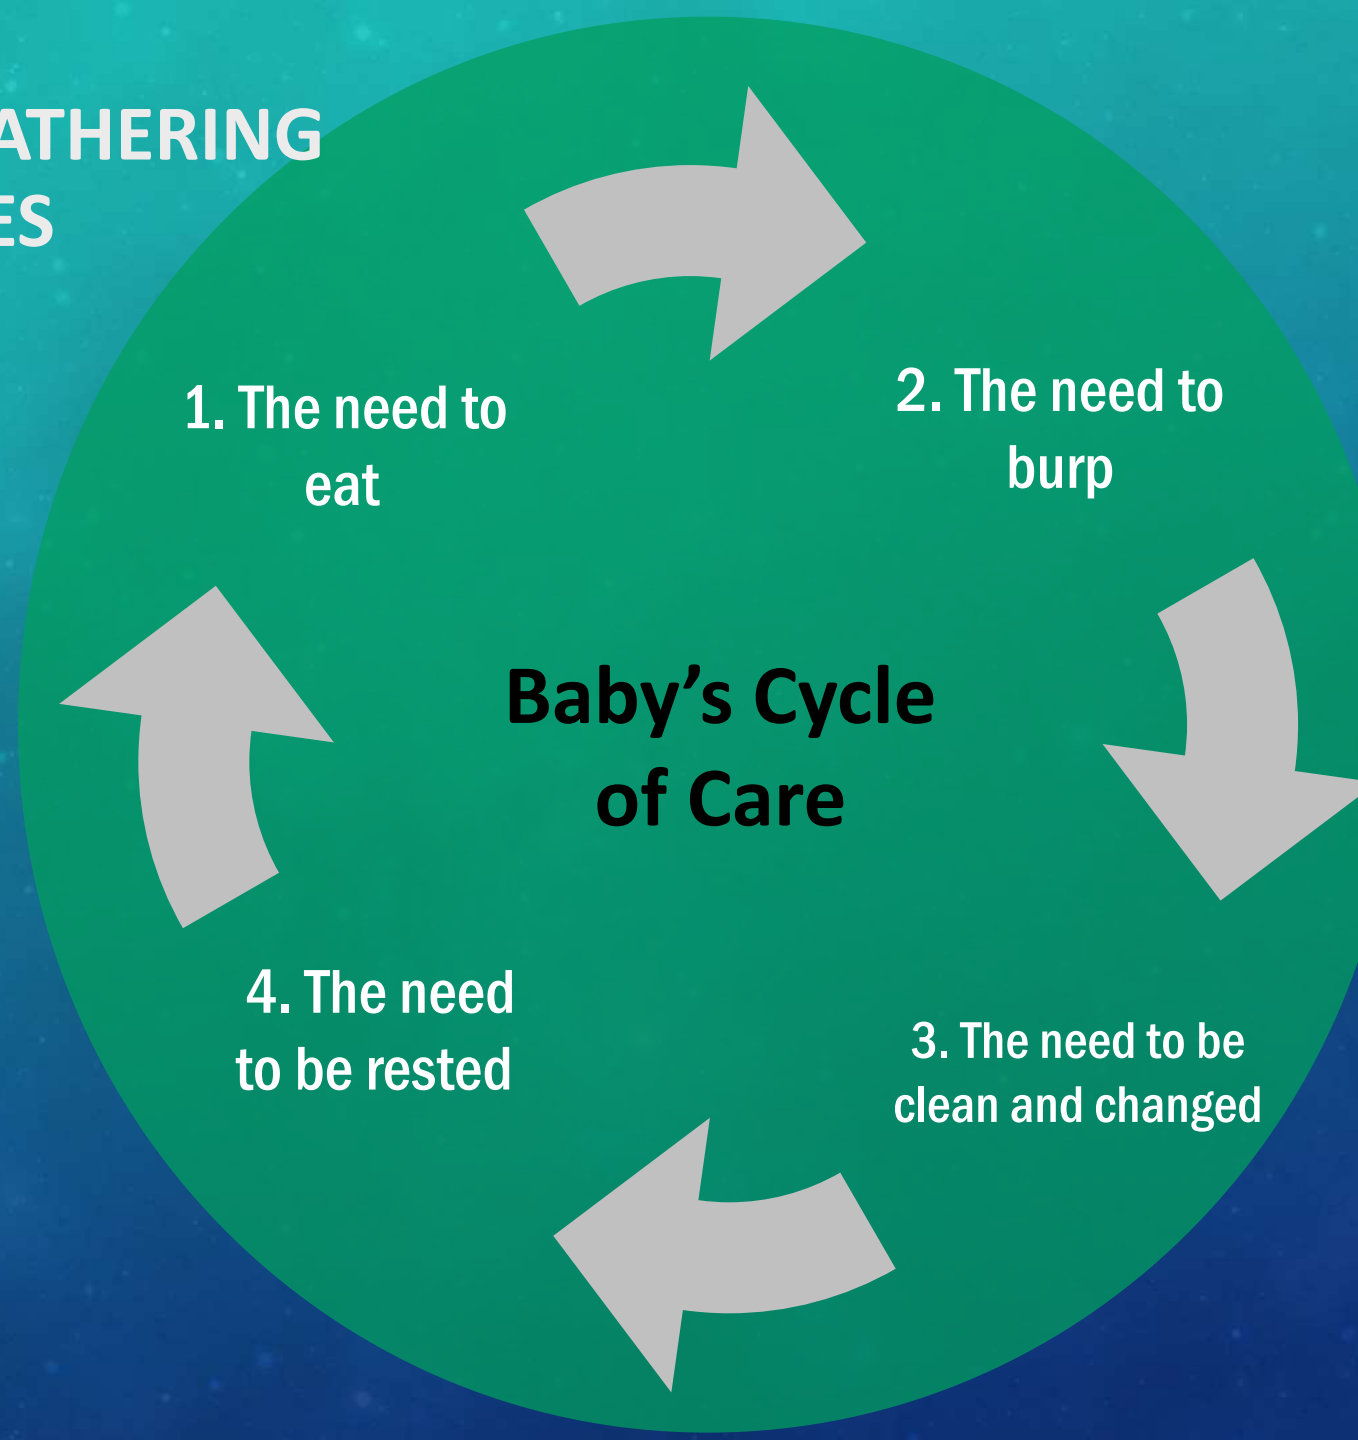 ATHERING
ES
1. The need to
eat
2. The need to
burp
Baby’s Cycle
of Care
4. The need
to be rested
3. The need to be
clean and changed